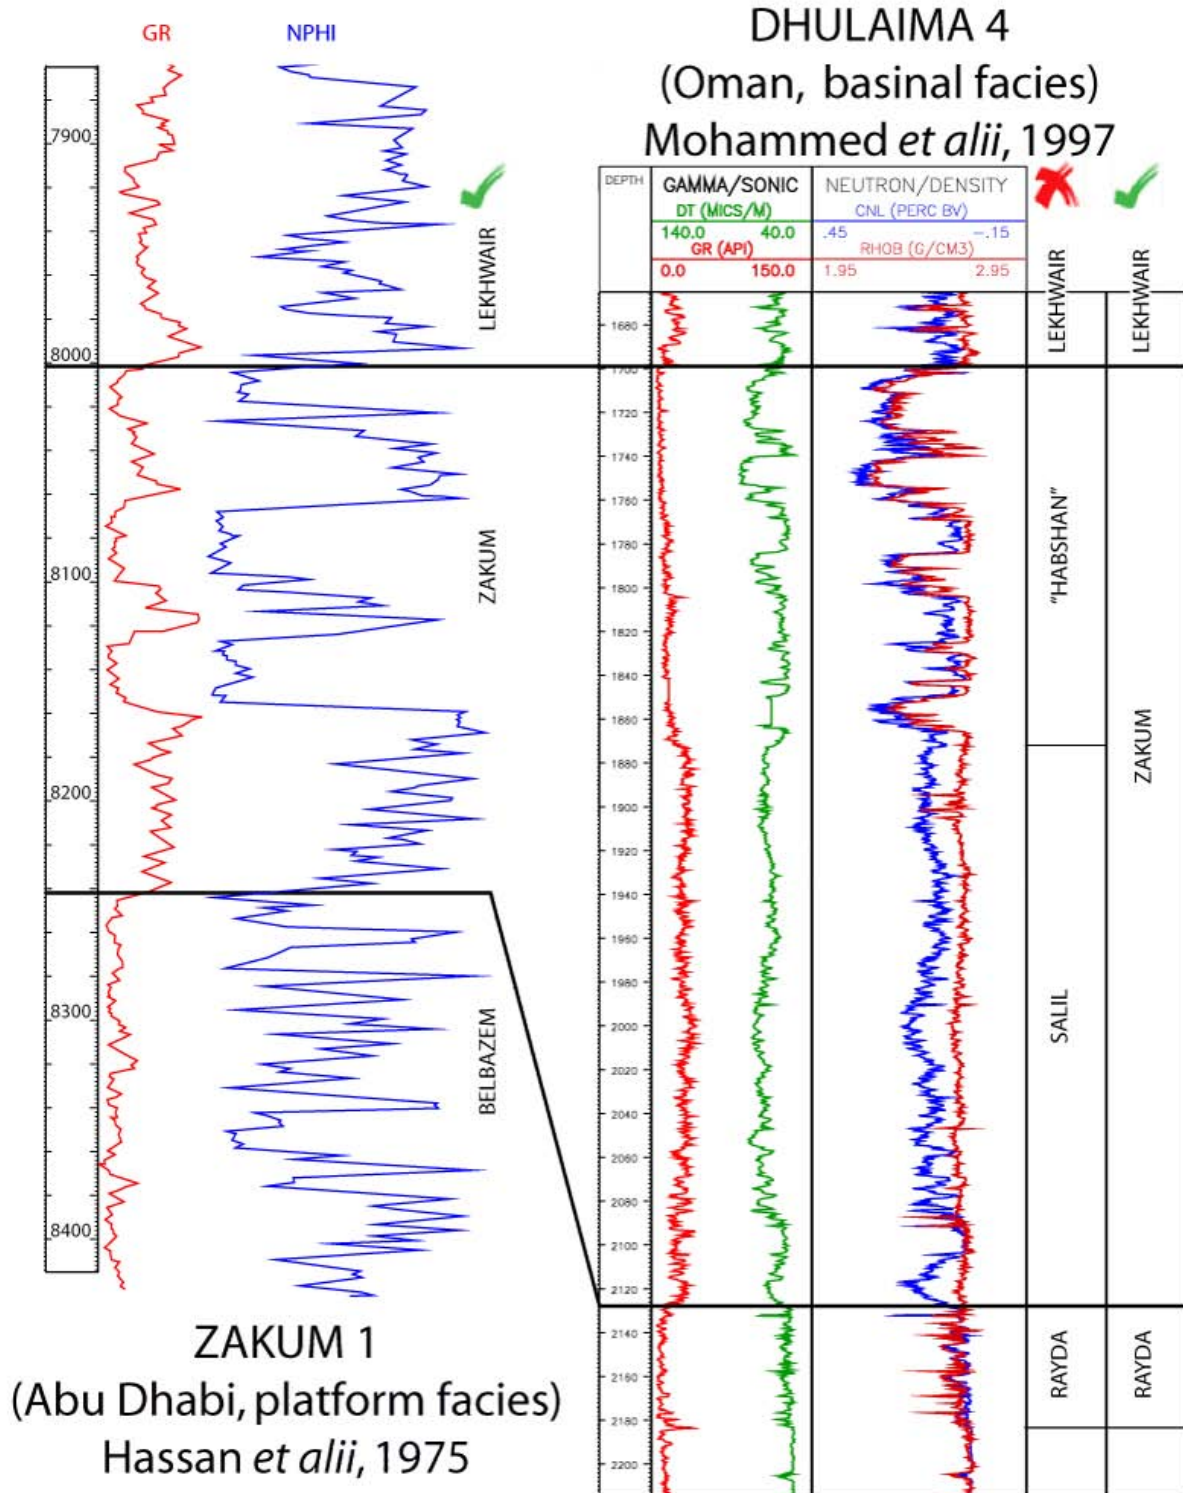 GR
NPHI
7900
8000
8100
8200
8300
8400
LEKHWAIR
ZAKUM
BELBAZEM
ZAKUM 1
(Abu Dhabi, platform facies)
Hassan et alii, 1975
DHULAIMA 4
(Oman, basinal facies)
Mohammed et alii, 1997
DEPTH
GAMMA/SONIC
DT (MICS/M)
140.0 40.0
GR (API)
0.0 150.0
NEUTRON/DENSITY
CNL (PERC BV)
.45 -.15
RHOB (G/CM3)
1.95 2.95
1680
1700
1720
1740
1760
1780
1800
1820
1840
1860
1880
1900
1920
1940
1960
1980
2000
2020
2040
2060
2080
2100
2120
2140
2160
2180
2200
LEKHWAIR
"HABSHAN"
SALIL
RAYDA
LEKHWAIR
ZAKUM
RAYDA